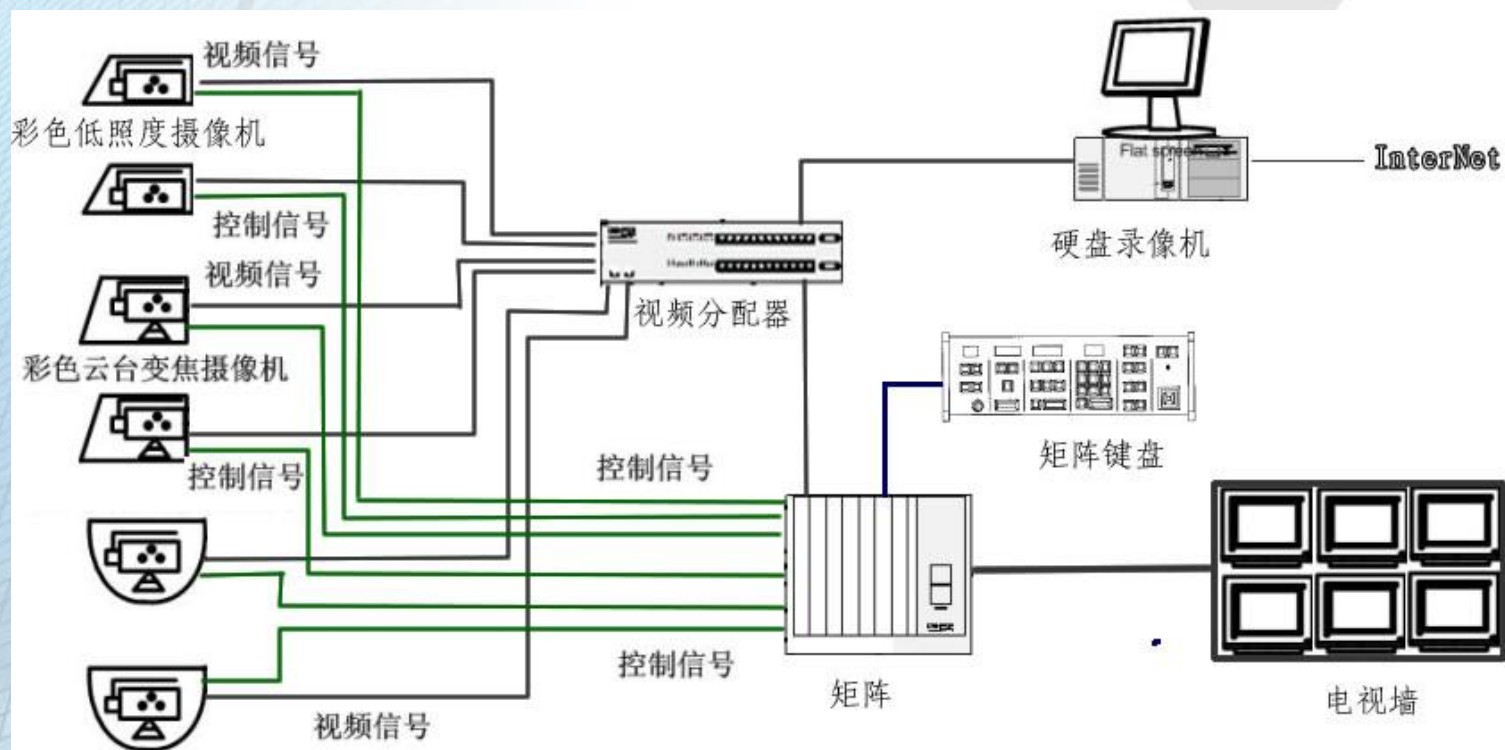 视频信号
彩色低照度摄像机
控制信号
视频信号
彩色云台变焦摄像机
控制信号
视频信号
视频分配器
控制信号
控制信号
矩阵
Flat screen
InterNet
硬盘录像机
矩阵键盘
电视墙